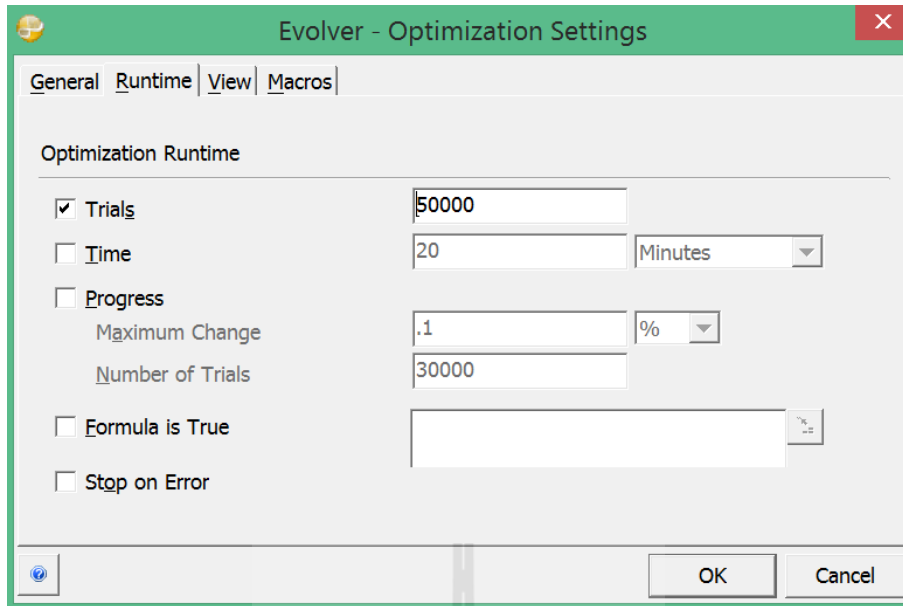 Evolver - Optimization Settings
General Runtime View Macros
Optimization Runtime
Trials 50000
Time 20 Minutes
Progress
Maximum Change .1 %
Number of Trials 30000
Formula is True
Stop on Error
OK Cancel